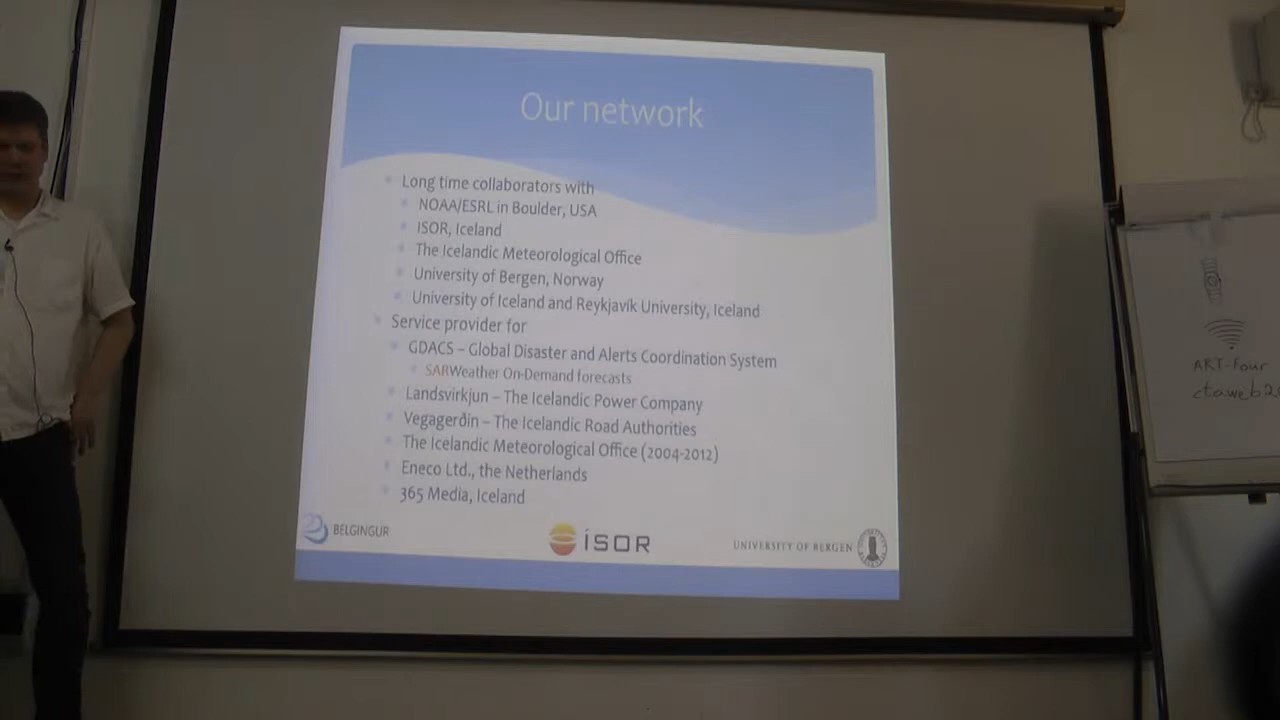 Our network
Long time collaborators with
NOAA/ESRL in Boulder, USA
ISOR, Iceland
The Icelandic Meteorological Office
University of Bergen, Norway
University of Iceland and Reykjavík University, Iceland
Service provider for
GDACS – Global Disaster and Alerts Coordination System
SARWeather On-Demand forecasts
Landsvirkjun – The Icelandic Power Company
Vegagerðin – The Icelandic Road Authorities
The Icelandic Meteorological Office (2004-2012)
Eneco Ltd., the Netherlands
365 Media, Iceland
BELGINGUR
ÍSOR
UNIVERSITY OF BERGEN
ART-Four